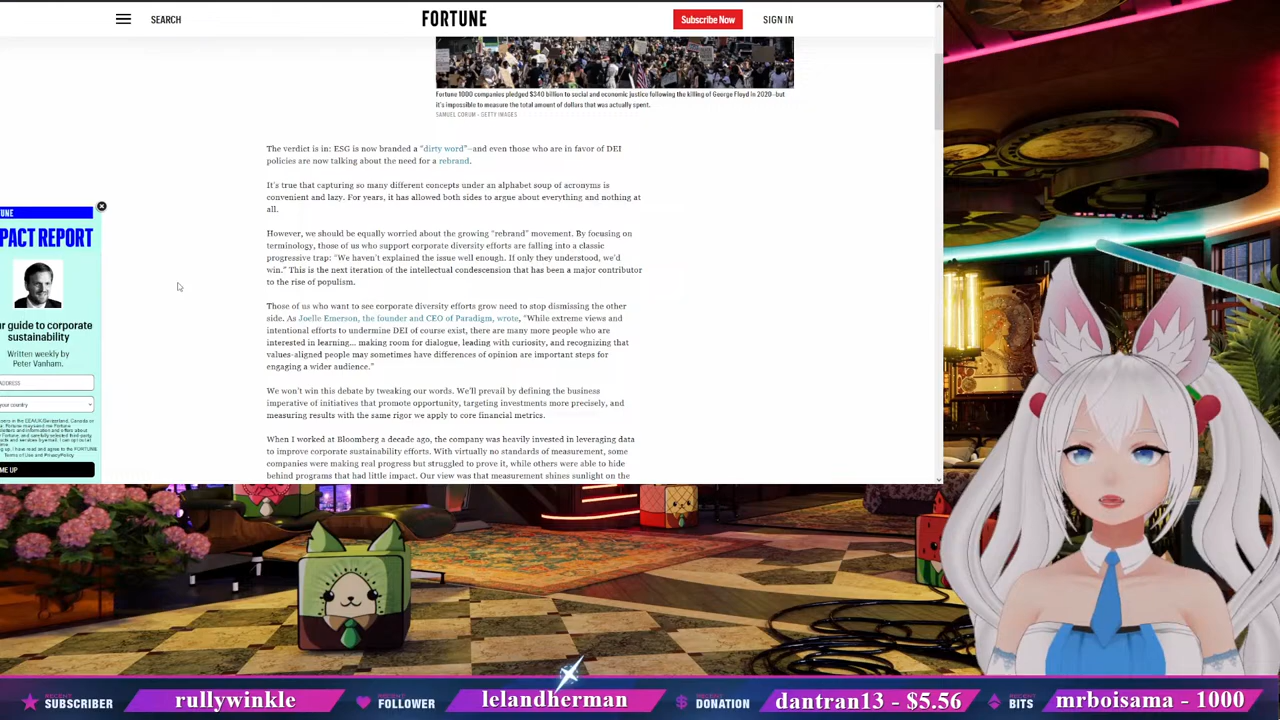 SEARCH
FORTUNE
Subscribe Now
SIGN IN
Fortune 1000 companies pledged $340 billion to social and economic justice following the killing of George Floyd in 2020–but
it's impossible to measure the total amount of dollars that was actually spent.
SAMUEL CORUM – GETTY IMAGES
The verdict is in: ESG is now branded a "dirty word"–and even those who are in favor of DEI
policies are now talking about the need for a rebrand.
It's true that capturing so many different concepts under an alphabet soup of acronyms is
convenient and lazy. For years, it has allowed both sides to argue about everything and nothing at
all.
However, we should be equally worried about the growing "rebrand" movement. By focusing on
terminology, those of us who support corporate diversity efforts are falling into a classic
progressive trap: "We haven't explained the issue well enough. If only they understood, we'd
win." This is the next iteration of the intellectual condescension that has been a major contributor
to the rise of populism.
Those of us who want to see corporate diversity efforts grow need to stop dismissing the other
side. As Joelle Emerson, the founder and CEO of Paradigm, wrote, "While extreme views and
intentional efforts to undermine DEI of course exist, there are many more people who are
interested in learning... making room for dialogue, leading with curiosity, and recognizing that
values-aligned people may sometimes have differences of opinion are important steps for
engaging a wider audience."
We won't win this debate by tweaking our words. We'll prevail by defining the business
imperative of initiatives that promote opportunity, targeting investments more precisely, and
measuring results with the same rigor we apply to core financial metrics.
When I worked at Bloomberg a decade ago, the company was heavily invested in leveraging data
to improve corporate sustainability efforts. With virtually no standards of measurement, some
companies were making real progress but struggled to prove it, while others were able to hide
behind programs that had little impact. Our view was that measurement shines sunlight on the
TUNE
PACT REPORT
ur guide to corporate
sustainability
Written weekly by
Peter Vanham.
ADDRESS
your country
ME UP
RECENT SUBSCRIBER
rullywinkle
RECENT FOLLOWER
lelandherman
RECENT DONATION
dantran13 - $5.56
RECENT BITS
mrboisama - 1000